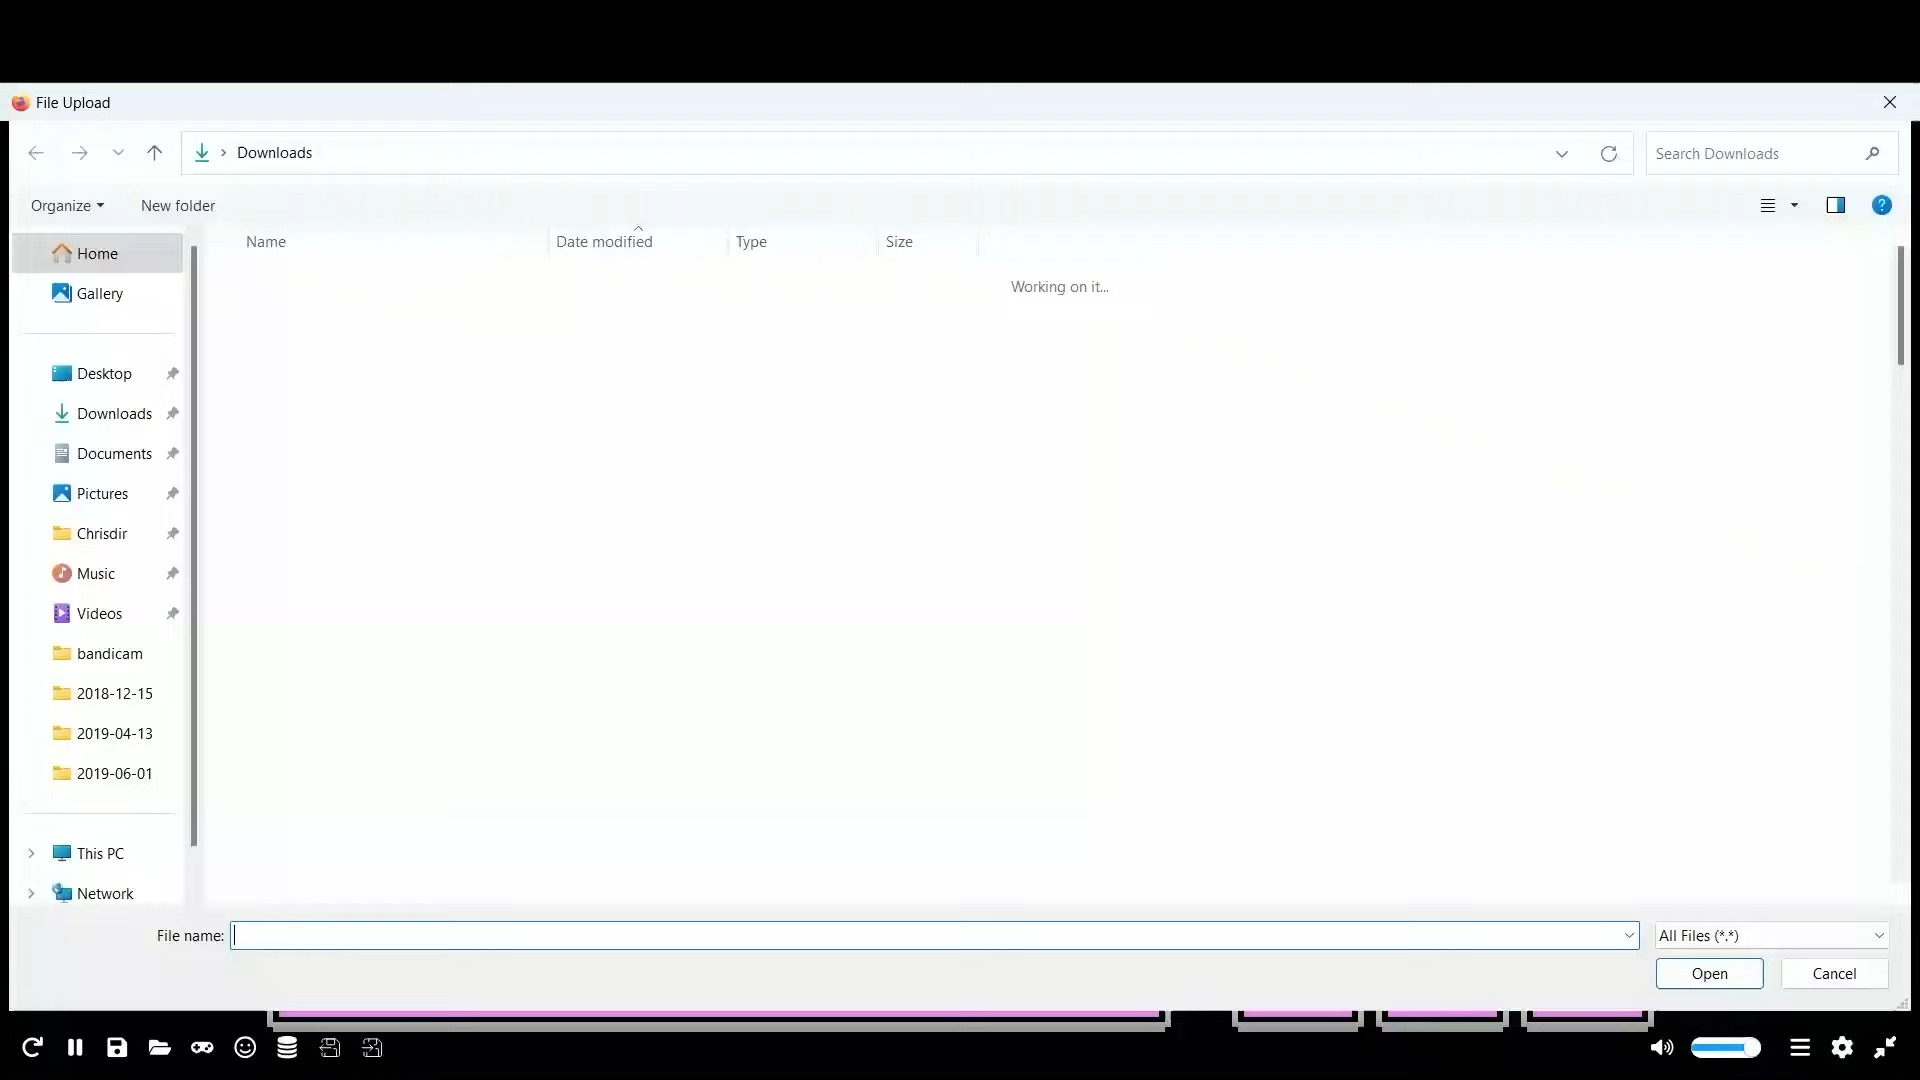 File Upload
Downloads
Search Downloads
Organize
New folder
Name
Date modified
Type
Size
Working on it...
Home
Gallery
Desktop
Downloads
Documents
Pictures
Chrisdir
Music
Videos
bandicam
2018-12-15
2019-04-13
2019-06-01
This PC
Network
File name:
All Files (*.*)
Open
Cancel